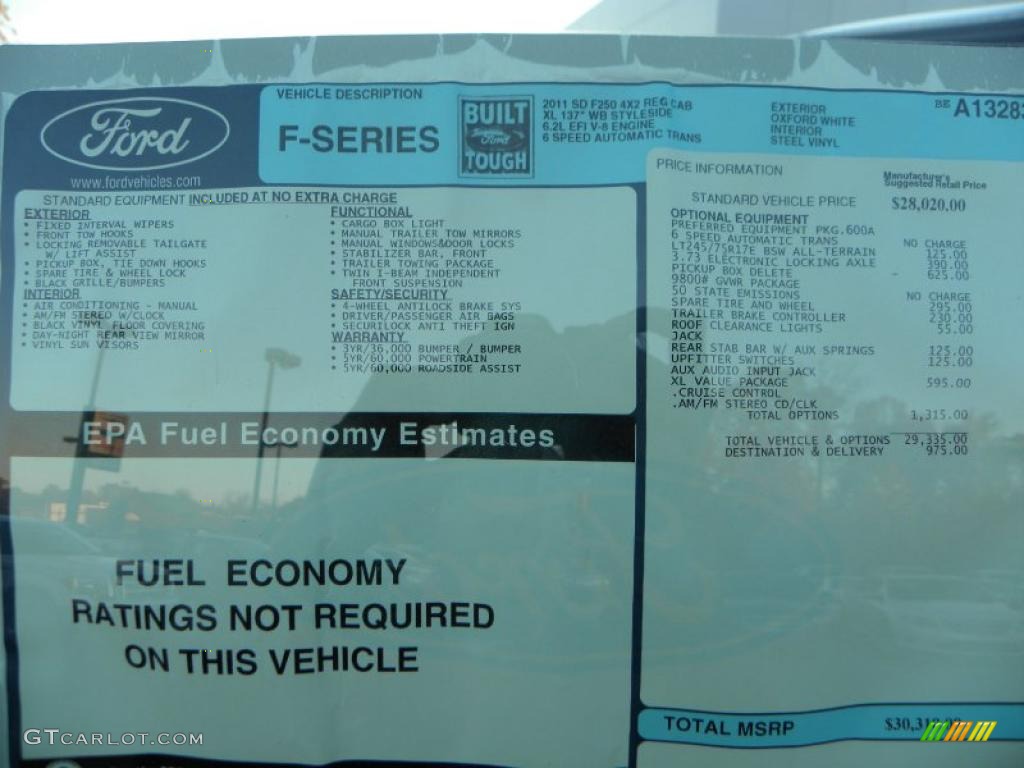 Ford
www.fordvehicles.com
VEHICLE DESCRIPTION
F-SERIES
BUILT
Ford
TOUGH
2011 SD F250 4X2 REG CAB
XL 137" WB STYLESIDE
6.2L EFI V-8 ENGINE
6 SPEED AUTOMATIC TRANS
EXTERIOR
OXFORD WHITE
INTERIOR
STEEL VINYL
BE A1328
STANDARD EQUIPMENT INCLUDED AT NO EXTRA CHARGE
EXTERIOR
• FIXED INTERVAL WIPERS
• FRONT TOW HOOKS
• LOCKING REMOVABLE TAILGATE
W/ LIFT ASSIST
• PICKUP BOX, TIE DOWN HOOKS
• SPARE TIRE & WHEEL LOCK
• BLACK GRILLE/BUMPERS
INTERIOR
• AIR CONDITIONING - MANUAL
• AM/FM STEREO W/CLOCK
• BLACK VINYL FLOOR COVERING
• DAY-NIGHT REAR VIEW MIRROR
• VINYL SUN VISORS
FUNCTIONAL
• CARGO BOX LIGHT
• MANUAL TRAILER TOW MIRRORS
• MANUAL WINDOWS&DOOR LOCKS
• STABILIZER BAR, FRONT
• TRAILER TOWING PACKAGE
• TWIN I-BEAM INDEPENDENT
FRONT SUSPENSION
SAFETY/SECURITY
• 4-WHEEL ANTILOCK BRAKE SYS
• DRIVER/PASSENGER AIR BAGS
• SECURILOCK ANTI THEFT IGN
WARRANTY
• 3YR/36,000 BUMPER / BUMPER
• 5YR/60,000 POWERTRAIN
• 5YR/60,000 ROADSIDE ASSIST
PRICE INFORMATION
Manufacturer's
Suggested Retail Price
STANDARD VEHICLE PRICE $28,020.00
OPTIONAL EQUIPMENT
PREFERRED EQUIPMENT PKG.600A
6 SPEED AUTOMATIC TRANS NO CHARGE
LT245/75R17E BSW ALL-TERRAIN 125.00
3.73 ELECTRONIC LOCKING AXLE 390.00
PICKUP BOX DELETE - 625.00
9800# GVWR PACKAGE
50 STATE EMISSIONS NO CHARGE
SPARE TIRE AND WHEEL 295.00
TRAILER BRAKE CONTROLLER 230.00
ROOF CLEARANCE LIGHTS 55.00
JACK
REAR STAB BAR W/ AUX SPRINGS 125.00
UPFITTER SWITCHES 125.00
AUX AUDIO INPUT JACK
XL VALUE PACKAGE 595.00
.CRUISE CONTROL
.AM/FM STEREO CD/CLK
TOTAL OPTIONS 1,315.00
TOTAL VEHICLE & OPTIONS 29,335.00
DESTINATION & DELIVERY 975.00
EPA Fuel Economy Estimates
FUEL ECONOMY
RATINGS NOT REQUIRED
ON THIS VEHICLE
TOTAL MSRP
GTCARLOT.COM